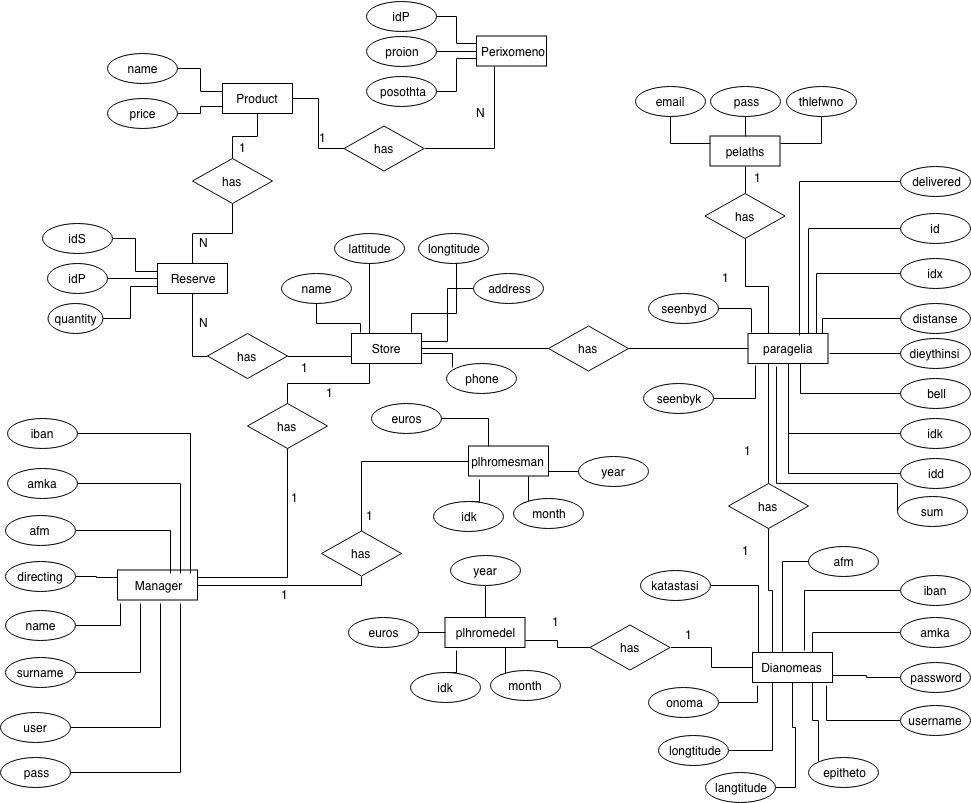 idP
proion
Perixomeno
posothta
name
Product
price
1
N
has
1
has
email
pass
thlefwno
pelaths
1
has
delivered
id
idx
distanse
dieythinsi
bell
idk
idd
sum
1
seenbyd
paragelia
seenbyk
idS
N
idP
Reserve
quantity
N
has
1
lattitude
longtitude
name
address
Store
phone
has
1
has
1
iban
amka
afm
directing
Manager
name
surname
user
pass
euros
plhromesman
year
idk
month
1
has
1
year
euros
plhromedel
idk
month
1
has
1
1
has
1
katastasi
afm
iban
amka
Dianomeas
password
onoma
username
longtitude
langtitude
epitheto